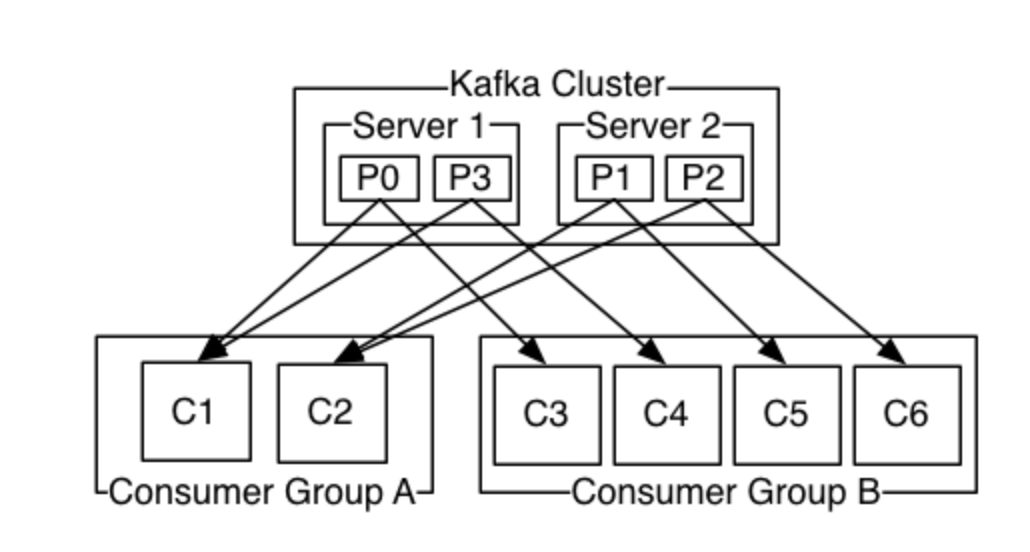 Kafka Cluster
Server 1 Server 2
P0 P3 P1 P2
C1 C2 C3 C4 C5 C6
Consumer Group A Consumer Group B